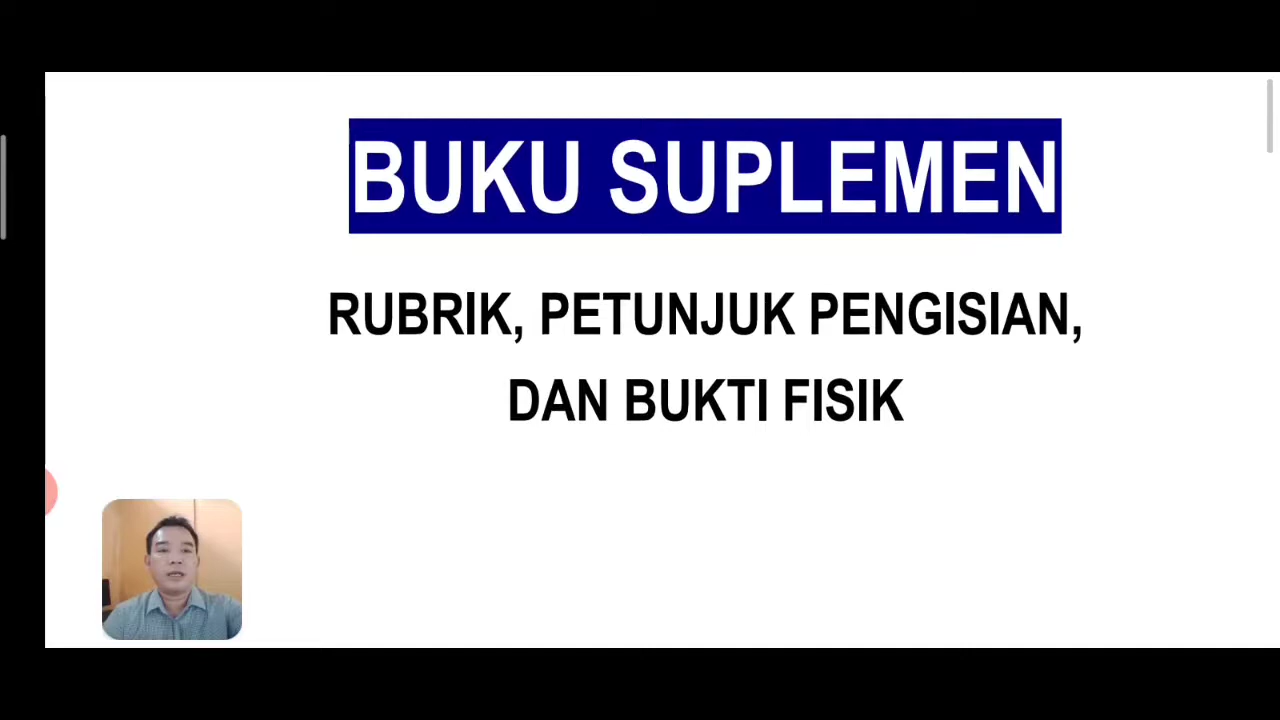 BUKU SUPLEMEN
RUBRIK, PETUNJUK PENGISIAN,
DAN BUKTI FISIK